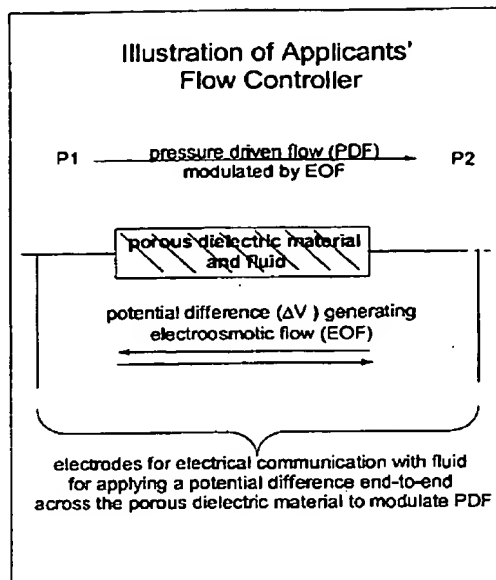 Illustration of Applicants'
Flow Controller
P1 pressure driven flow (PDF) P2
modulated by EOF
porous dielectric material
and fluid
potential difference (ΔV ) generating
electroosmotic flow (EOF)
electrodes for electrical communication with fluid
for applying a potential difference end-to-end
across the porous dielectric material to modulate PDF